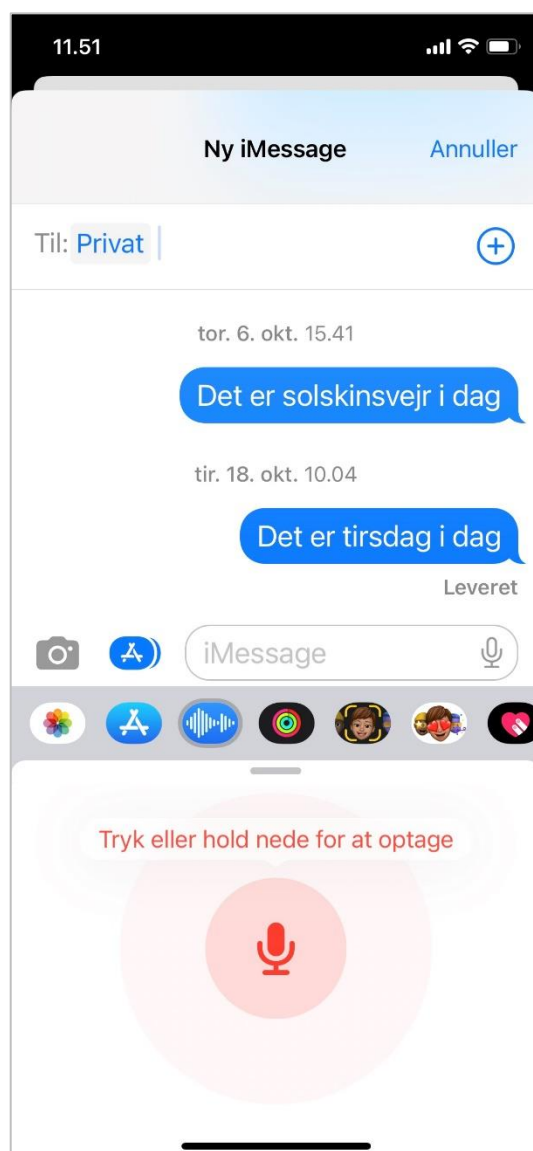 11.51
Ny iMessage
Annuller
Til: Privat
tor. 6. okt. 15.41
Det er solskinsvejr i dag
tir. 18. okt. 10.04
Det er tirsdag i dag
Leveret
iMessage
Tryk eller hold nede for at optage